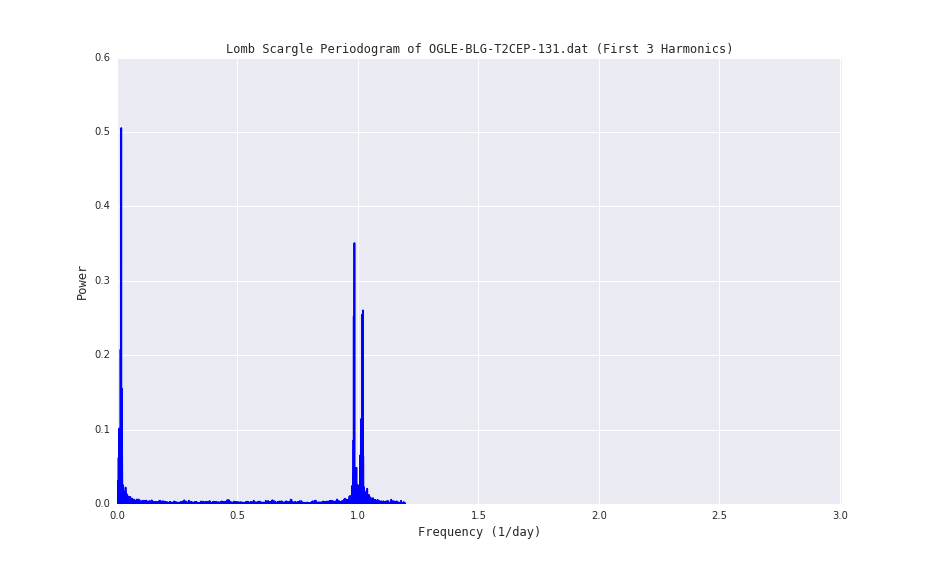 Lomb Scargle Periodogram of OGLE-BLG-T2CEP-131.dat (First 3 Harmonics)
0.6
0.5
0.4
0.3
0.2
0.1
0.0
Power
0.0 0.5 1.0 1.5 2.0 2.5 3.0
Frequency (1/day)